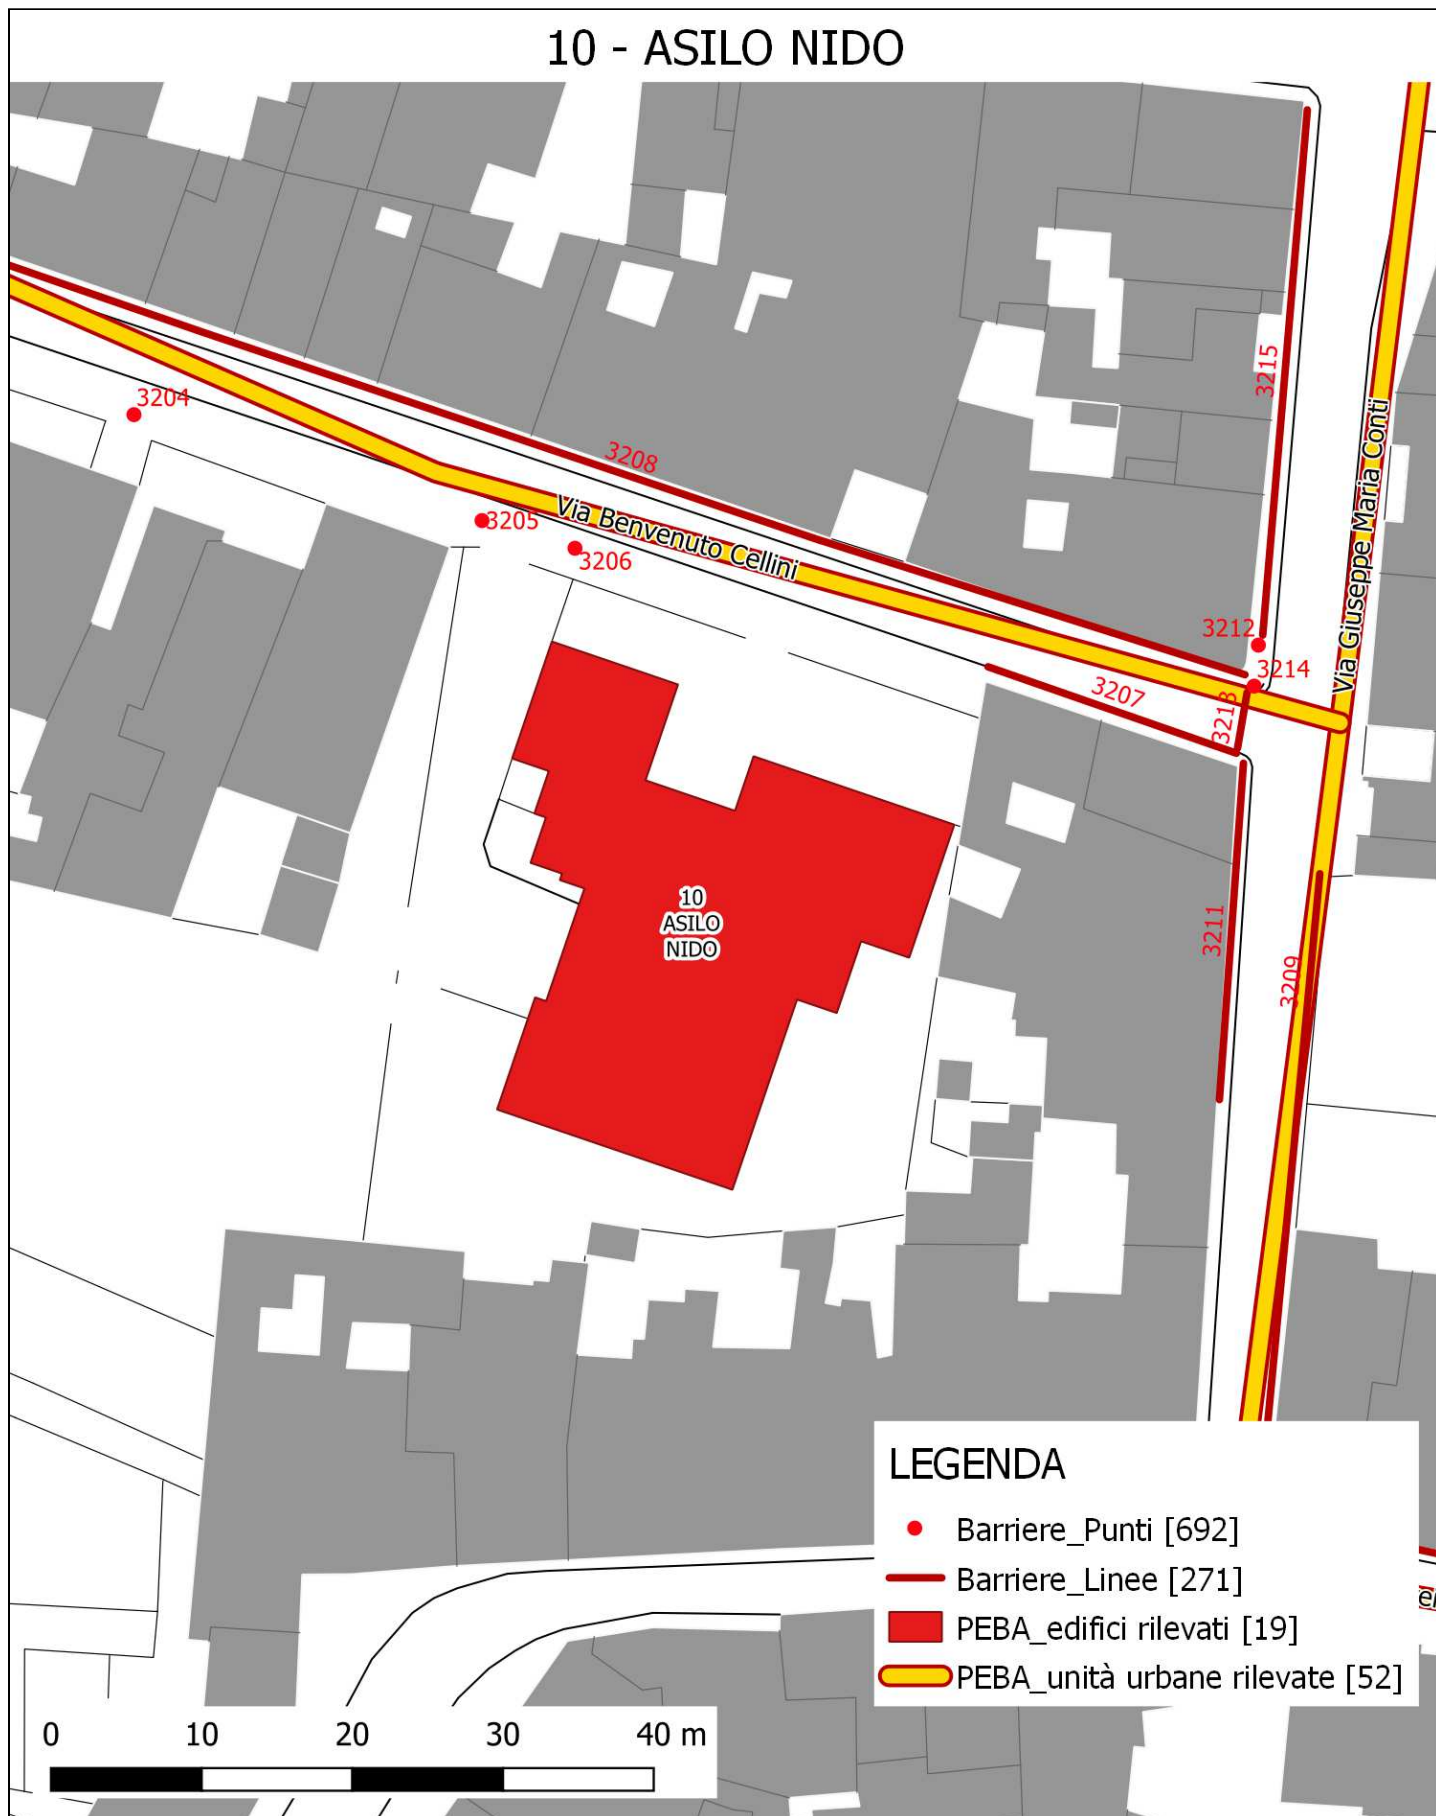 10 - ASILO NIDO
3204
3205
3206
3208
Via Benvenuto Cellini
3215
Via Giuseppe Maria Conti
3212
3214
3207
3213
3211
3209
10
ASILO
NIDO
LEGENDA
Barriere_Punti [692]
Barriere_Linee [271]
PEBA_edifici rilevati [19]
PEBA_unità urbane rilevate [52]
0 10 20 30 40 m